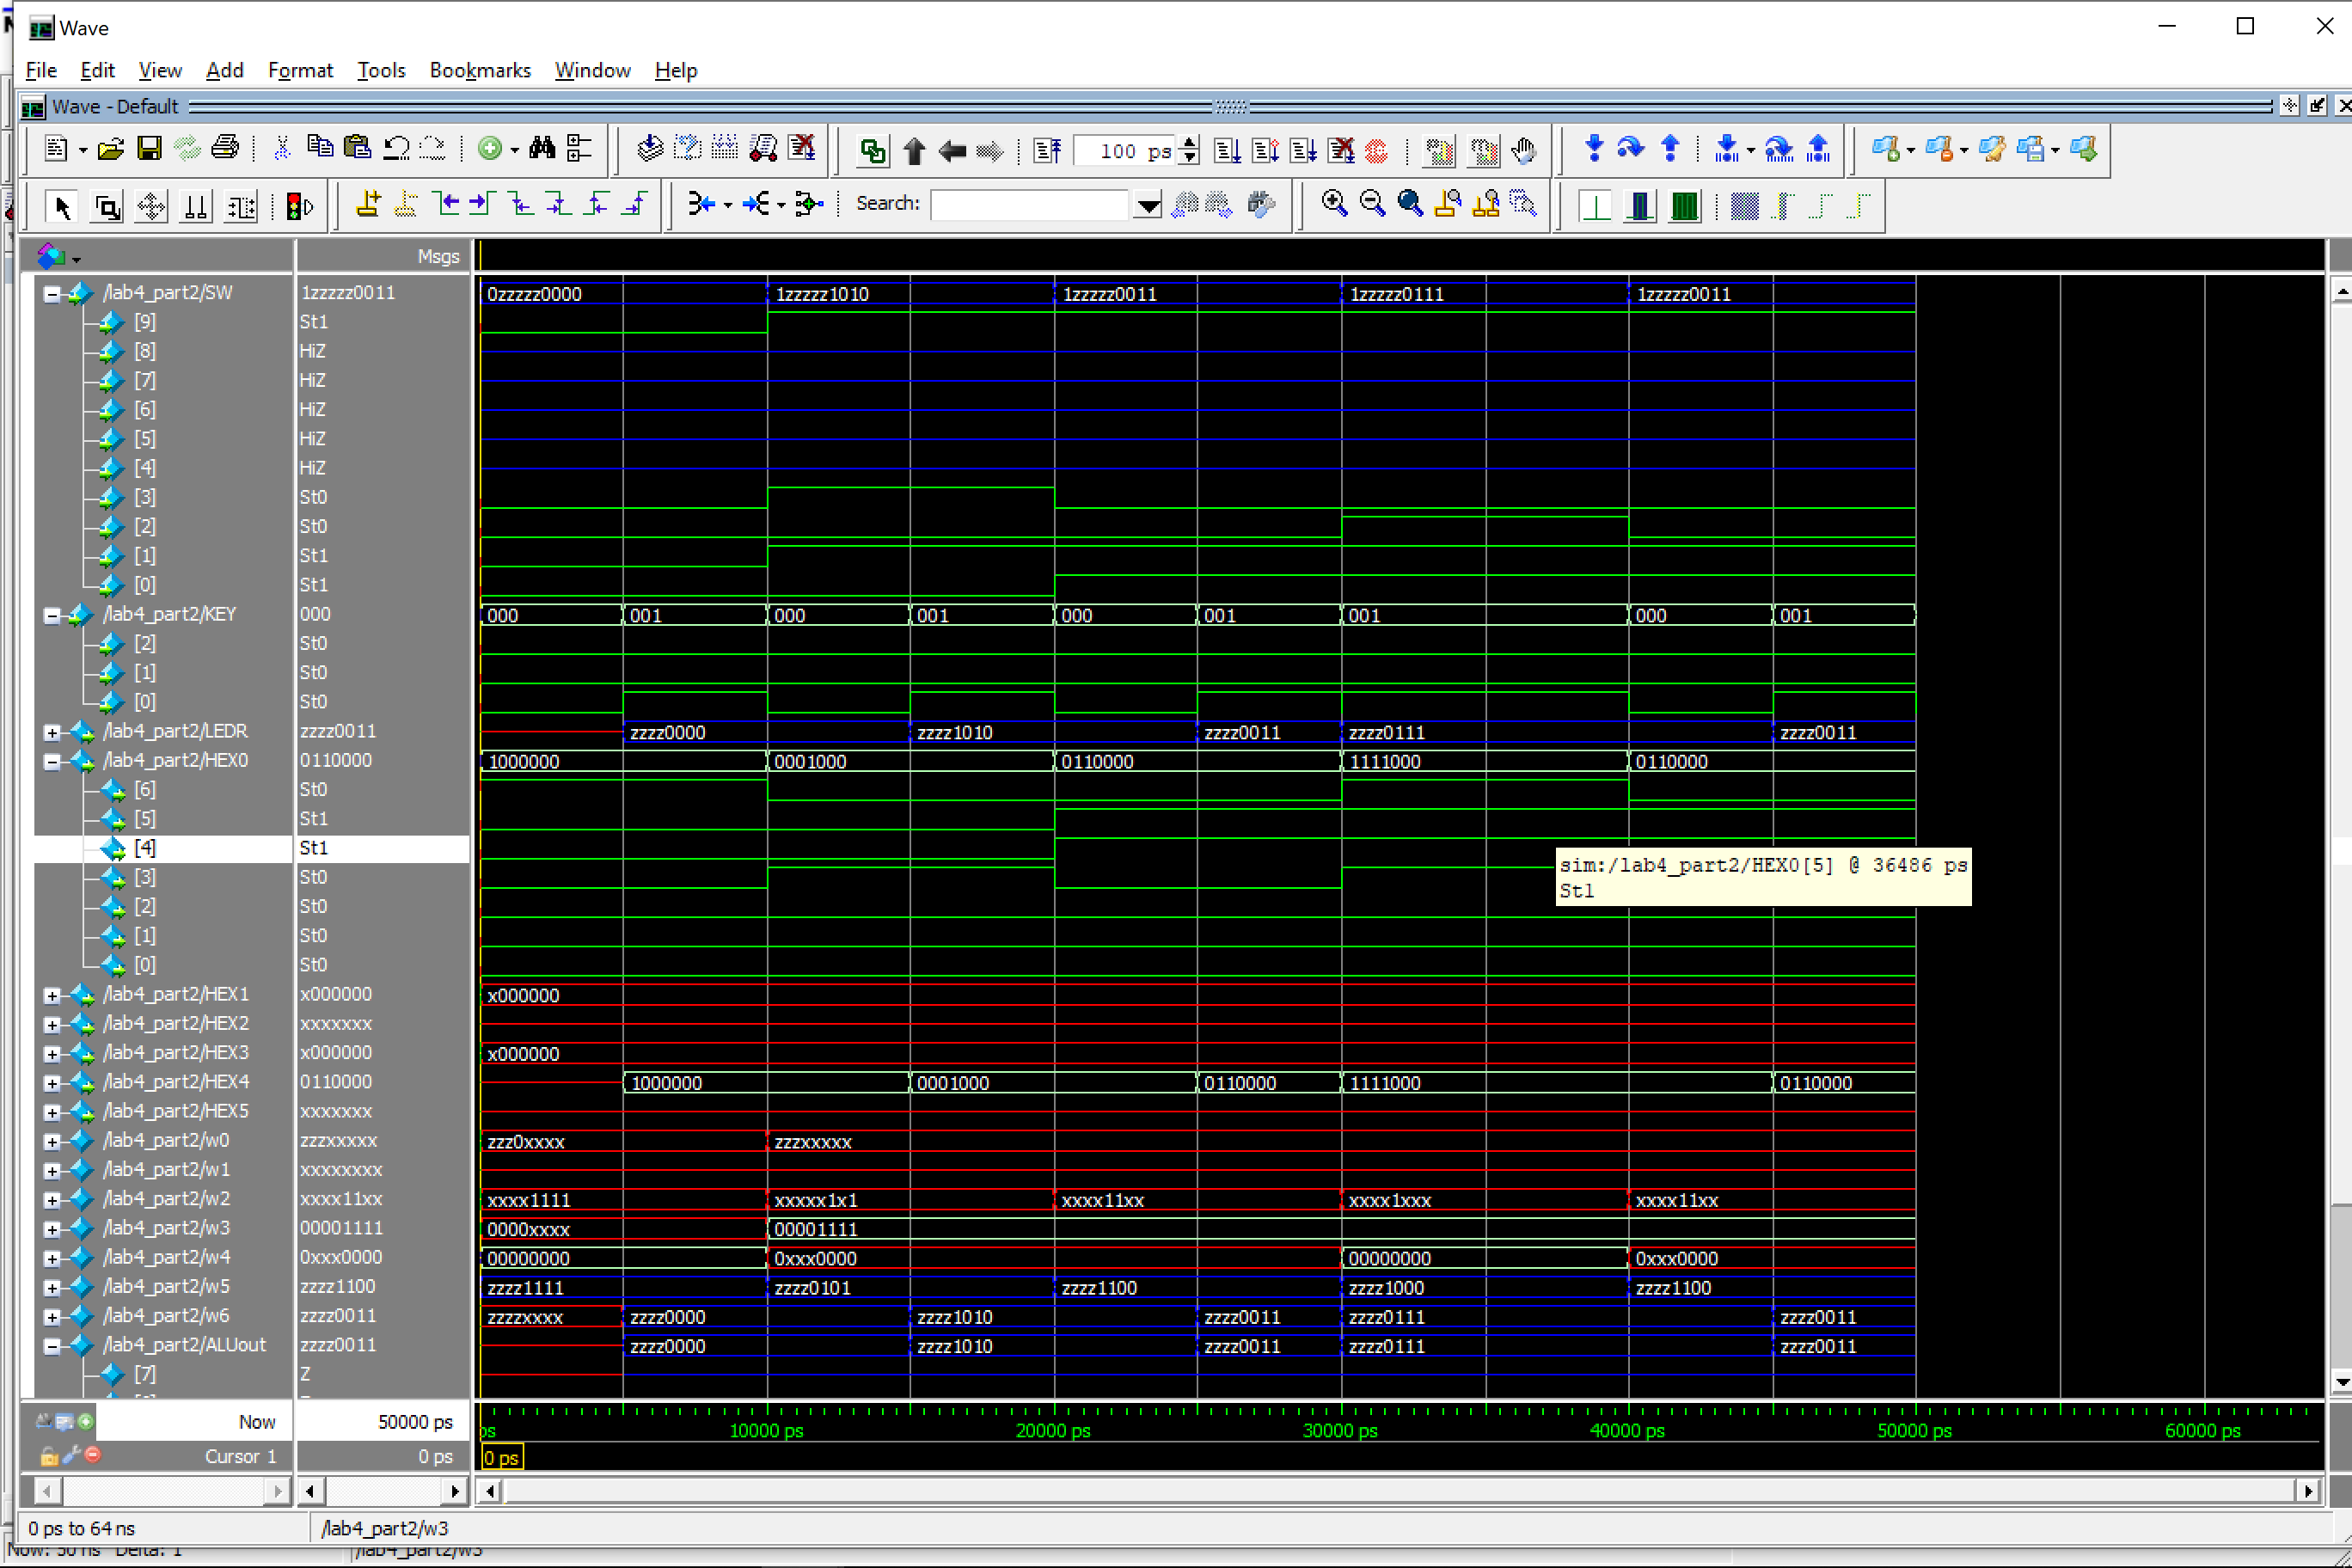 Wave
File Edit View Add Format Tools Bookmarks Window Help
Wave - Default
100 ps
Search:
Msgs
/lab4_part2/SW 1zzzzz0011 0zzzzz0000 1zzzzz1010 1zzzzz0011 1zzzzz0111 1zzzzz0011
[9] St1
[8] HiZ
[7] HiZ
[6] HiZ
[5] HiZ
[4] HiZ
[3] St0
[2] St0
[1] St1
[0] St1
/lab4_part2/KEY 000 000 001 000 001 000 001 001 000 001
[2] St0
[1] St0
[0] St0
/lab4_part2/LEDR zzzz0011 zzzz0000 zzzz1010 zzzz0011 zzzz0111 zzzz0011
/lab4_part2/HEX0 0110000 1000000 0001000 0110000 1111000 0110000
[6] St0
[5] St1
[4] St1
sim:/lab4_part2/HEX0[5] @ 36486 ps
St1
[3] St0
[2] St0
[1] St0
[0] St0
/lab4_part2/HEX1 x000000 x000000
/lab4_part2/HEX2 xxxxxxx
/lab4_part2/HEX3 x000000 x000000
/lab4_part2/HEX4 0110000 1000000 0001000 0110000 1111000 0110000
/lab4_part2/HEX5 xxxxxxx
/lab4_part2/w0 zzzxxxxx zzz0xxxx zzzxxxxx
/lab4_part2/w1 xxxxxxxx
/lab4_part2/w2 xxxx11xx xxxx1111 xxxxx1x1 xxxx11xx xxxx1xxx xxxx11xx
/lab4_part2/w3 00001111 0000xxxx 00001111
/lab4_part2/w4 0xxx0000 00000000 0xxx0000 00000000 0xxx0000
/lab4_part2/w5 zzzz1100 zzzz1111 zzzz0101 zzzz1100 zzzz1000 zzzz1100
/lab4_part2/w6 zzzz0011 zzzzxxxx zzzz0000 zzzz1010 zzzz0011 zzzz0111 zzzz0011
/lab4_part2/ALUout zzzz0011 zzzz0000 zzzz1010 zzzz0011 zzzz0111 zzzz0011
[7] Z
Now 50000 ps ps 10000 ps 20000 ps 30000 ps 40000 ps 50000 ps 60000 ps
Cursor 1 0 ps 0 ps
0 ps to 64 ns /lab4_part2/w3
Now: 50 ns Delta: 1 /lab4_part2/w3